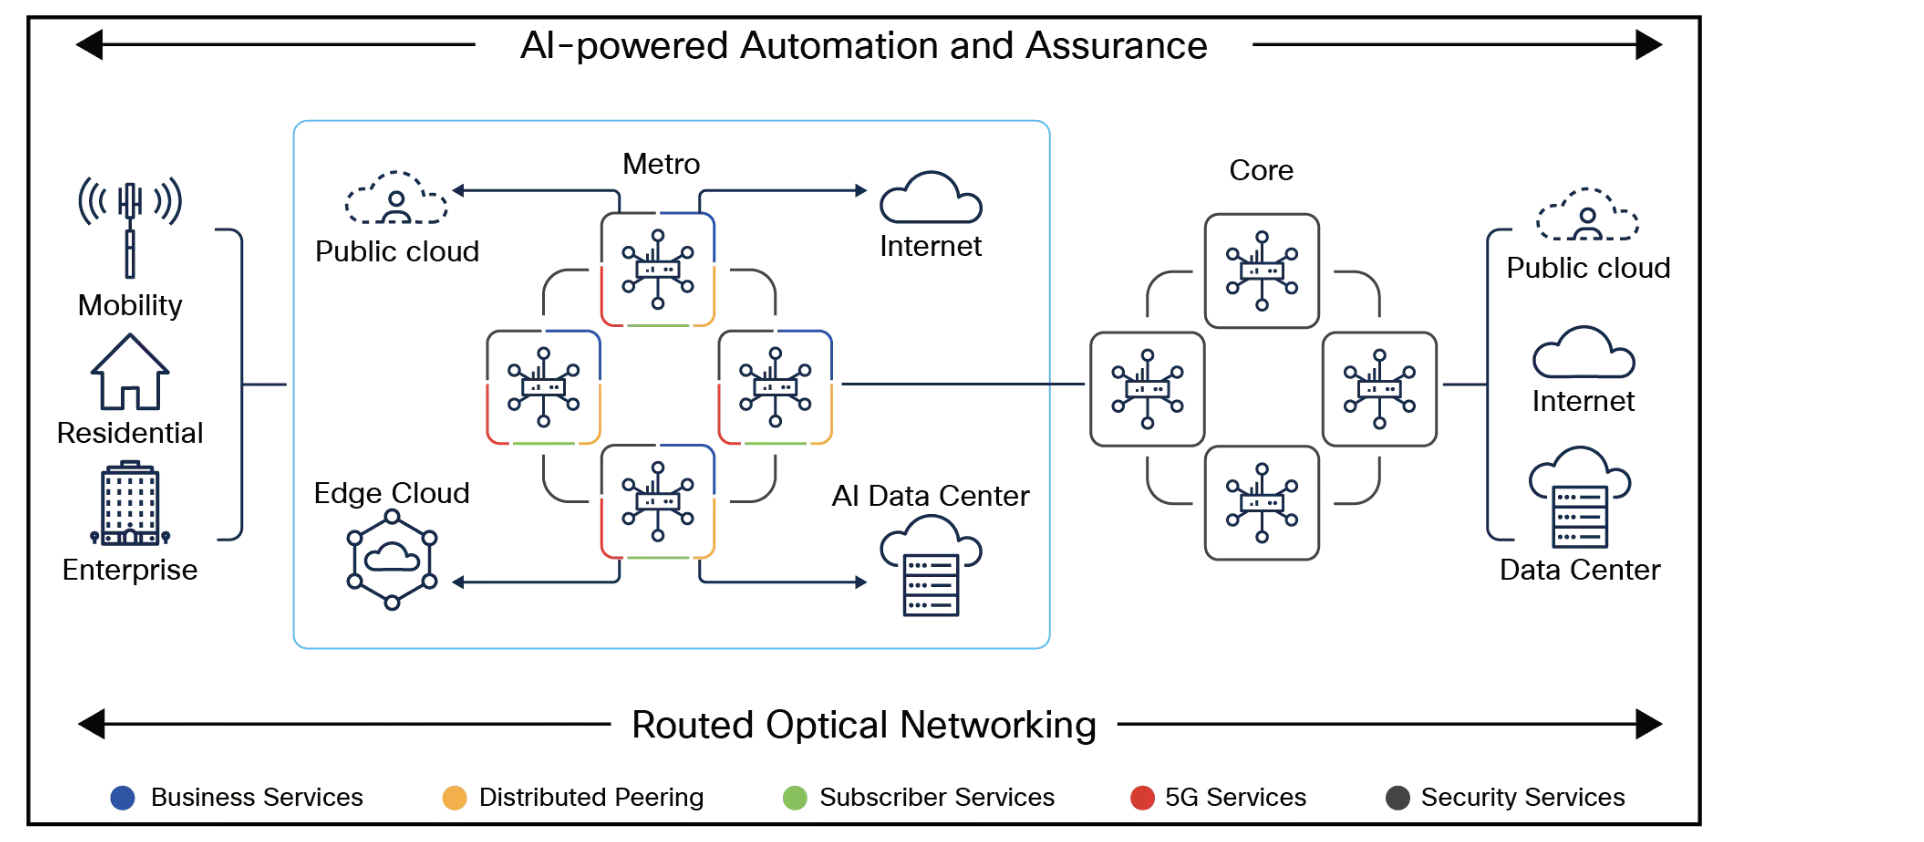 AI-powered Automation and Assurance
Metro
Core
Public cloud
Internet
Public cloud
Mobility
Internet
Residential
Edge Cloud
AI Data Center
Enterprise
Data Center
Routed Optical Networking
Business Services
Distributed Peering
Subscriber Services
5G Services
Security Services